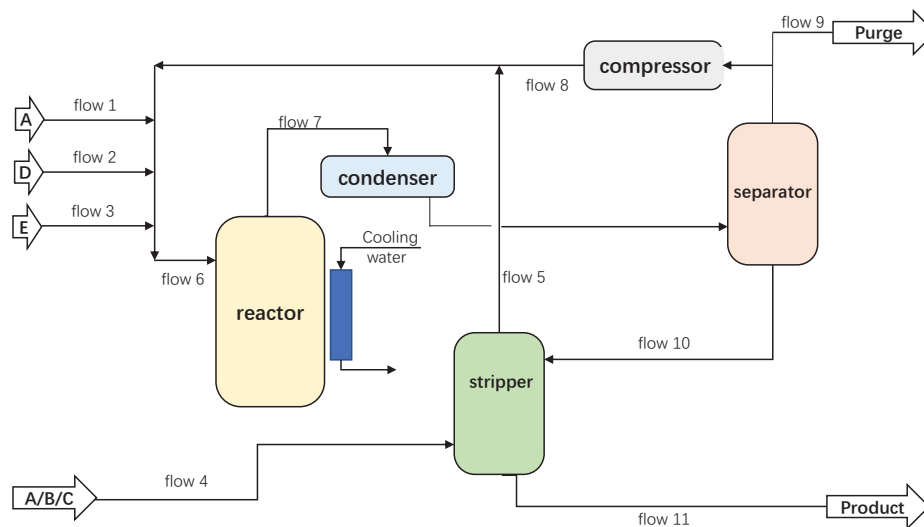 flow 9
Purge
compressor
flow 8
flow 1
A
flow 7
flow 2
D
condenser
separator
flow 3
E
Cooling
water
flow 6
flow 5
reactor
flow 10
stripper
flow 4
A/B/C
Product
flow 11